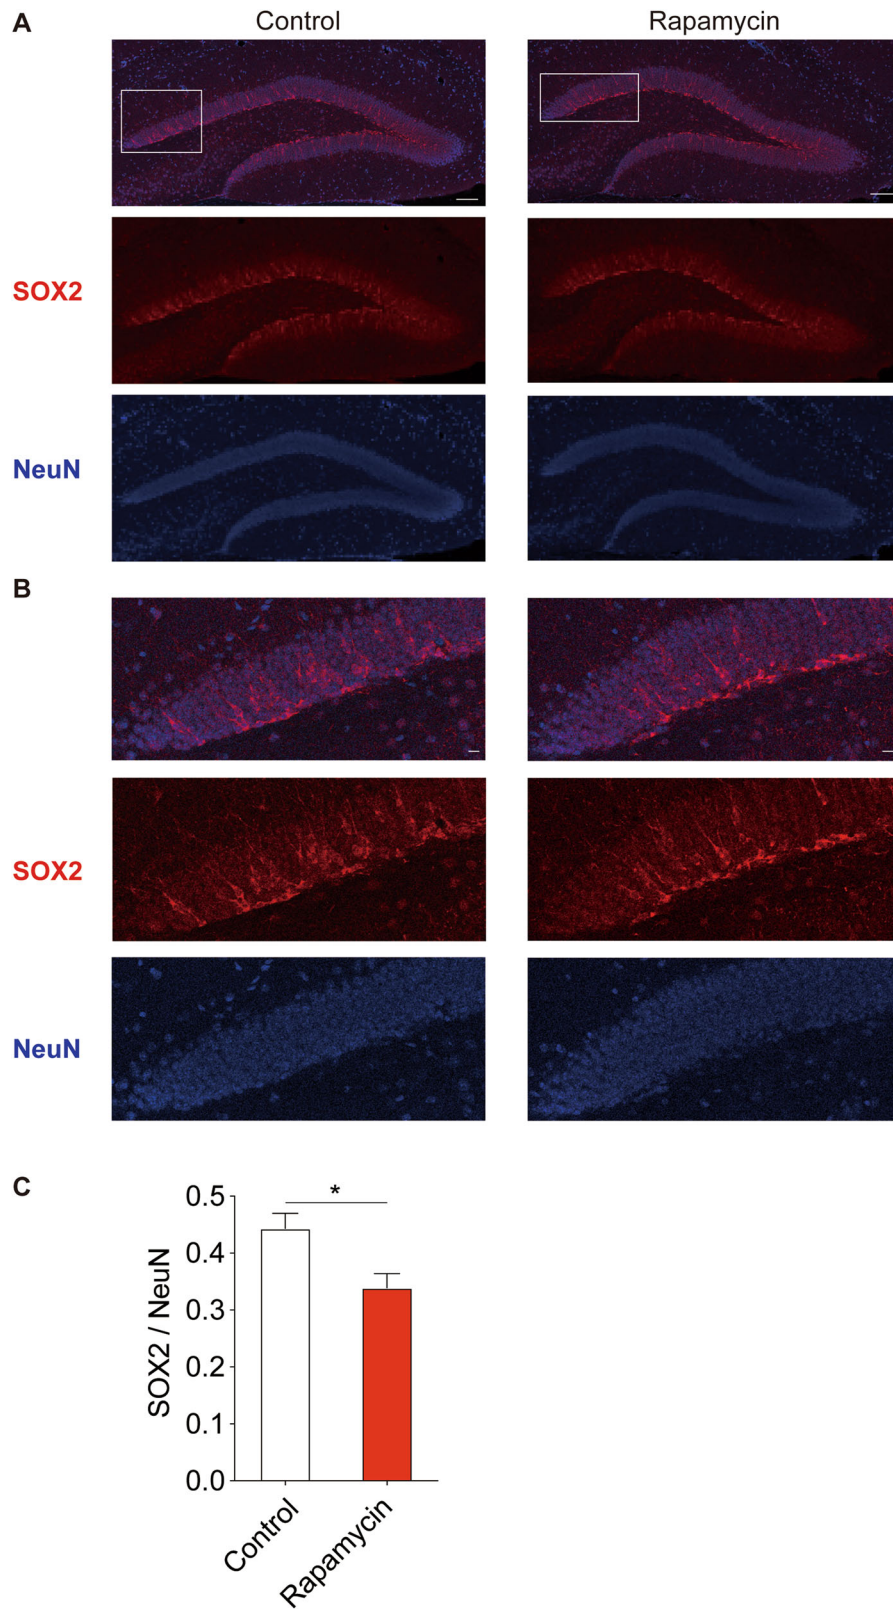 A
Control
Rapamycin
SOX2
NeuN
B
SOX2
NeuN
C
*
0.5
0.4
0.3
0.2
0.1
0.0
SOX2 / NeuN
Control
Rapamycin